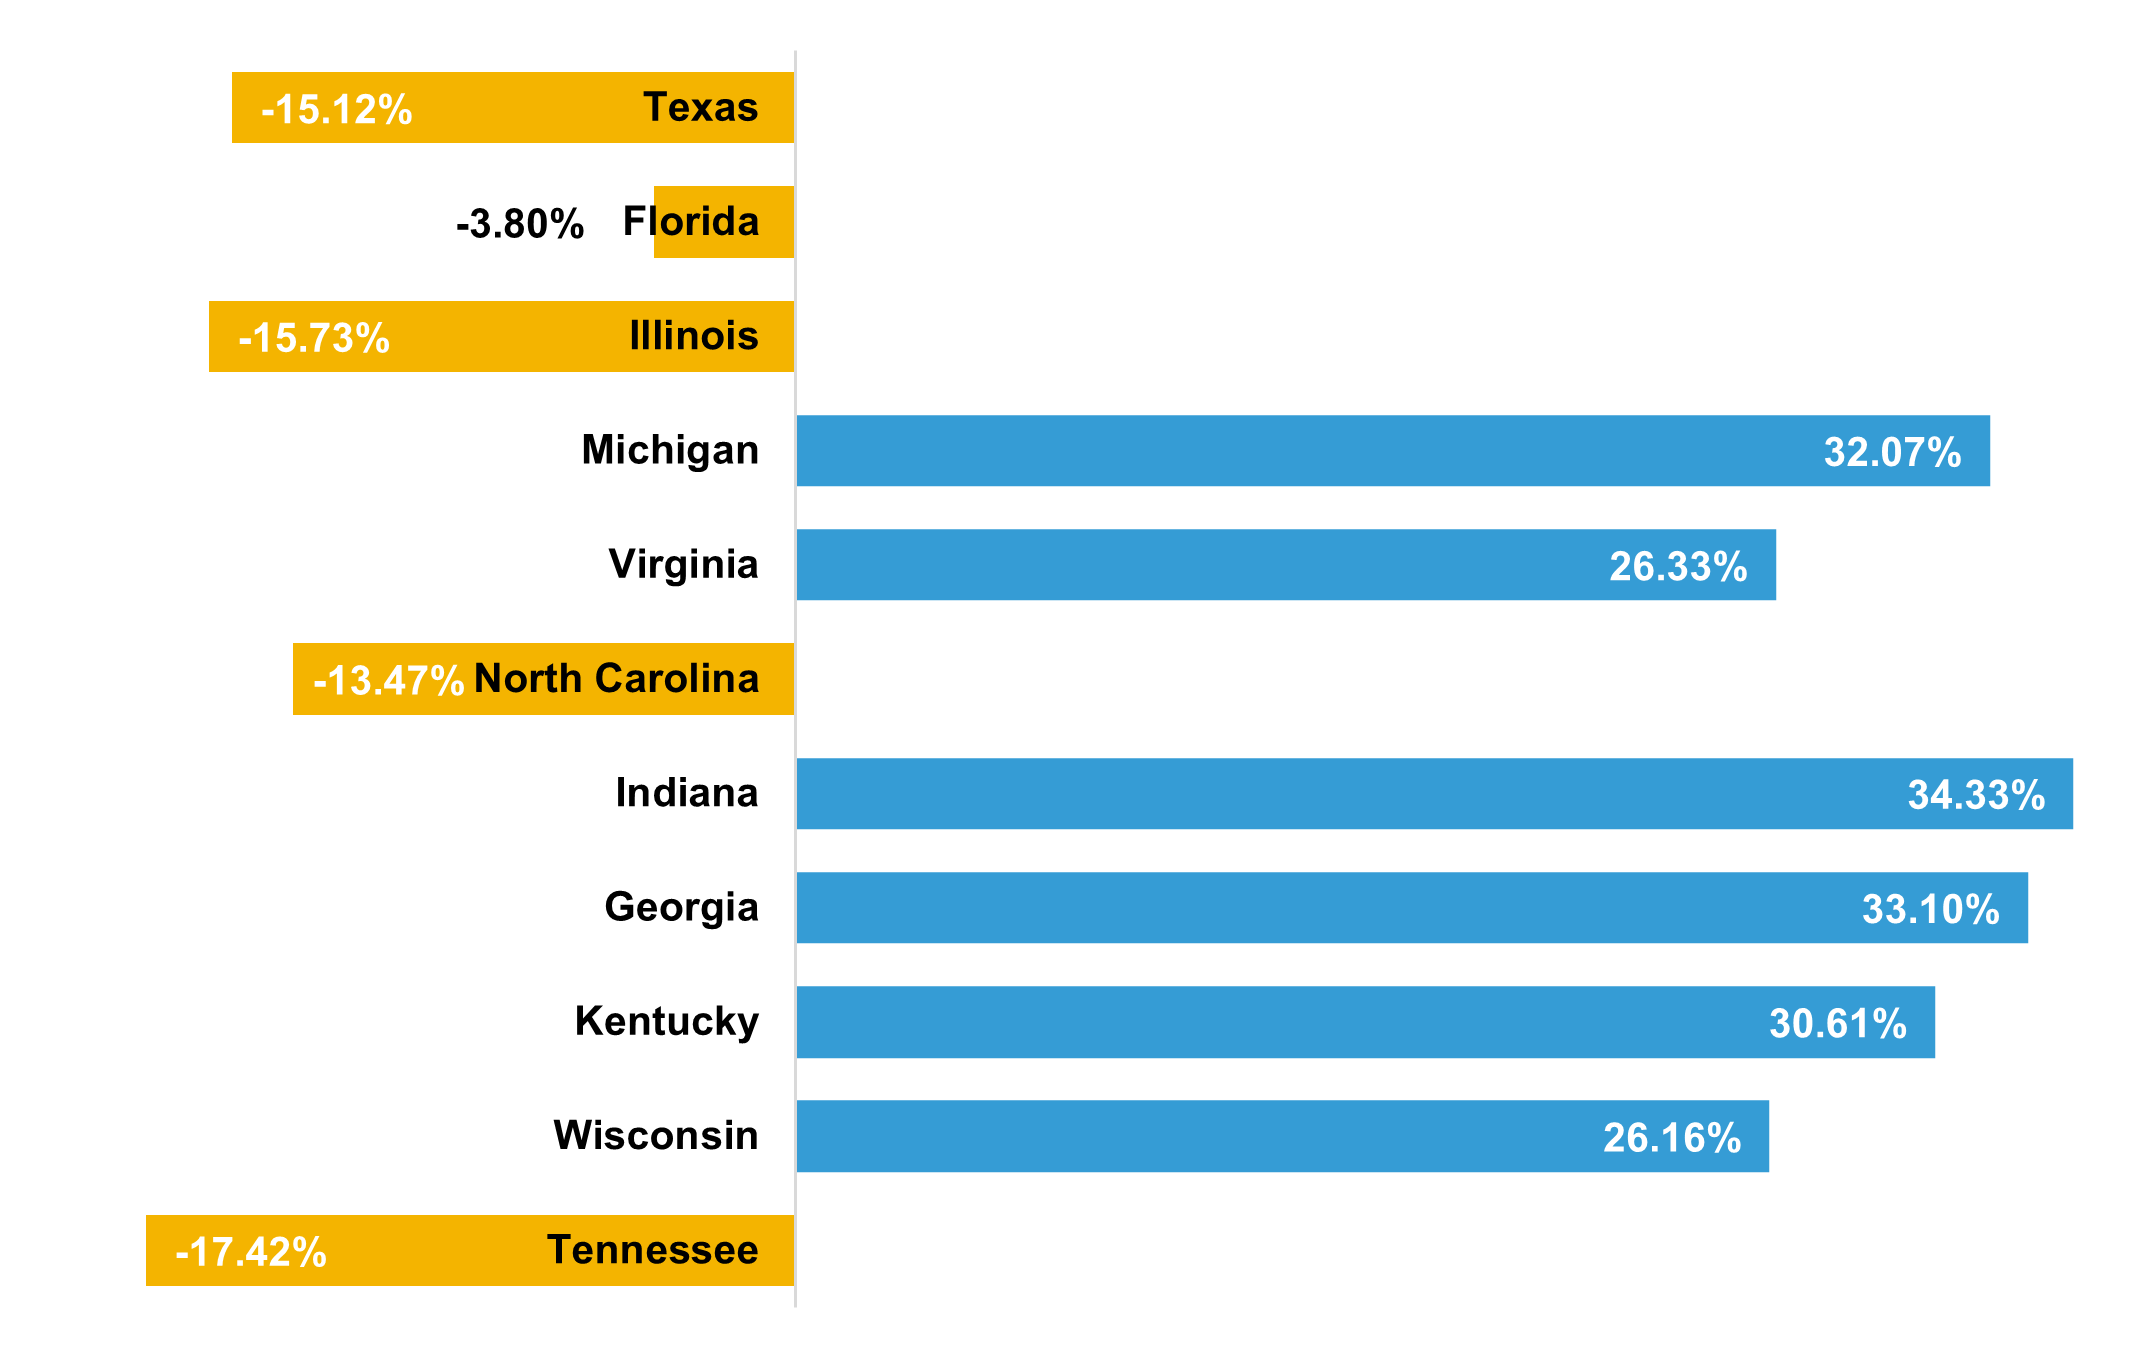 -15.12% Texas
-3.80% Florida
-15.73% Illinois
Michigan 32.07%
Virginia 26.33%
-13.47% North Carolina
Indiana 34.33%
Georgia 33.10%
Kentucky 30.61%
Wisconsin 26.16%
-17.42% Tennessee